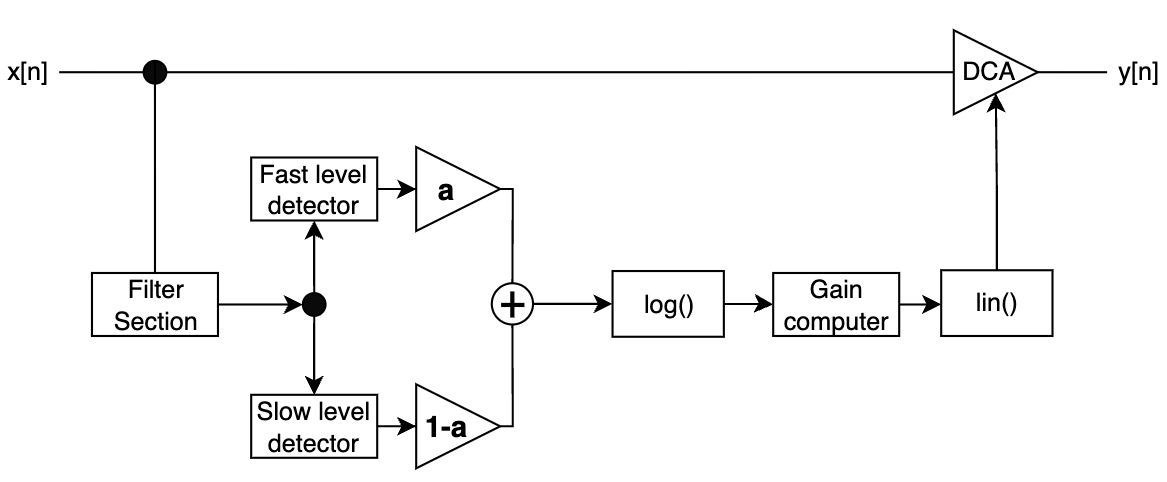 x[n]
DCA
y[n]
Fast level
detector
a
Filter
Section
+
log()
Gain
computer
lin()
Slow level
detector
1-a